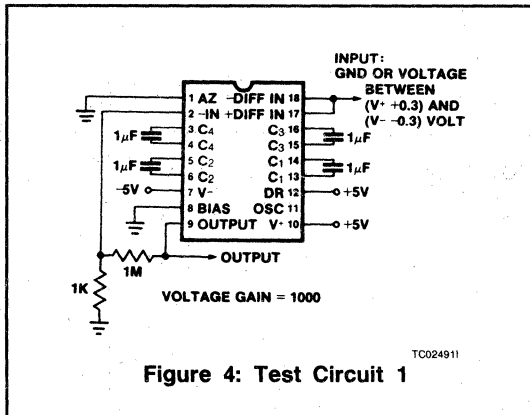 INPUT:
GND OR VOLTAGE
BETWEEN
(V+ +0.3) AND
(V- -0.3) VOLT
1 AZ -DIFF IN 18
2 -IN +DIFF IN 17
1μF 3 C4 C3 16 1μF
4 C4 C3 15
1μF 5 C2 C1 14 1μF
6 C2 C1 13
-5V 7 V- DR 12 +5V
8 BIAS OSC 11
9 OUTPUT V+ 10 +5V
1M OUTPUT
1K
VOLTAGE GAIN = 1000
TC02491I
Figure 4: Test Circuit 1